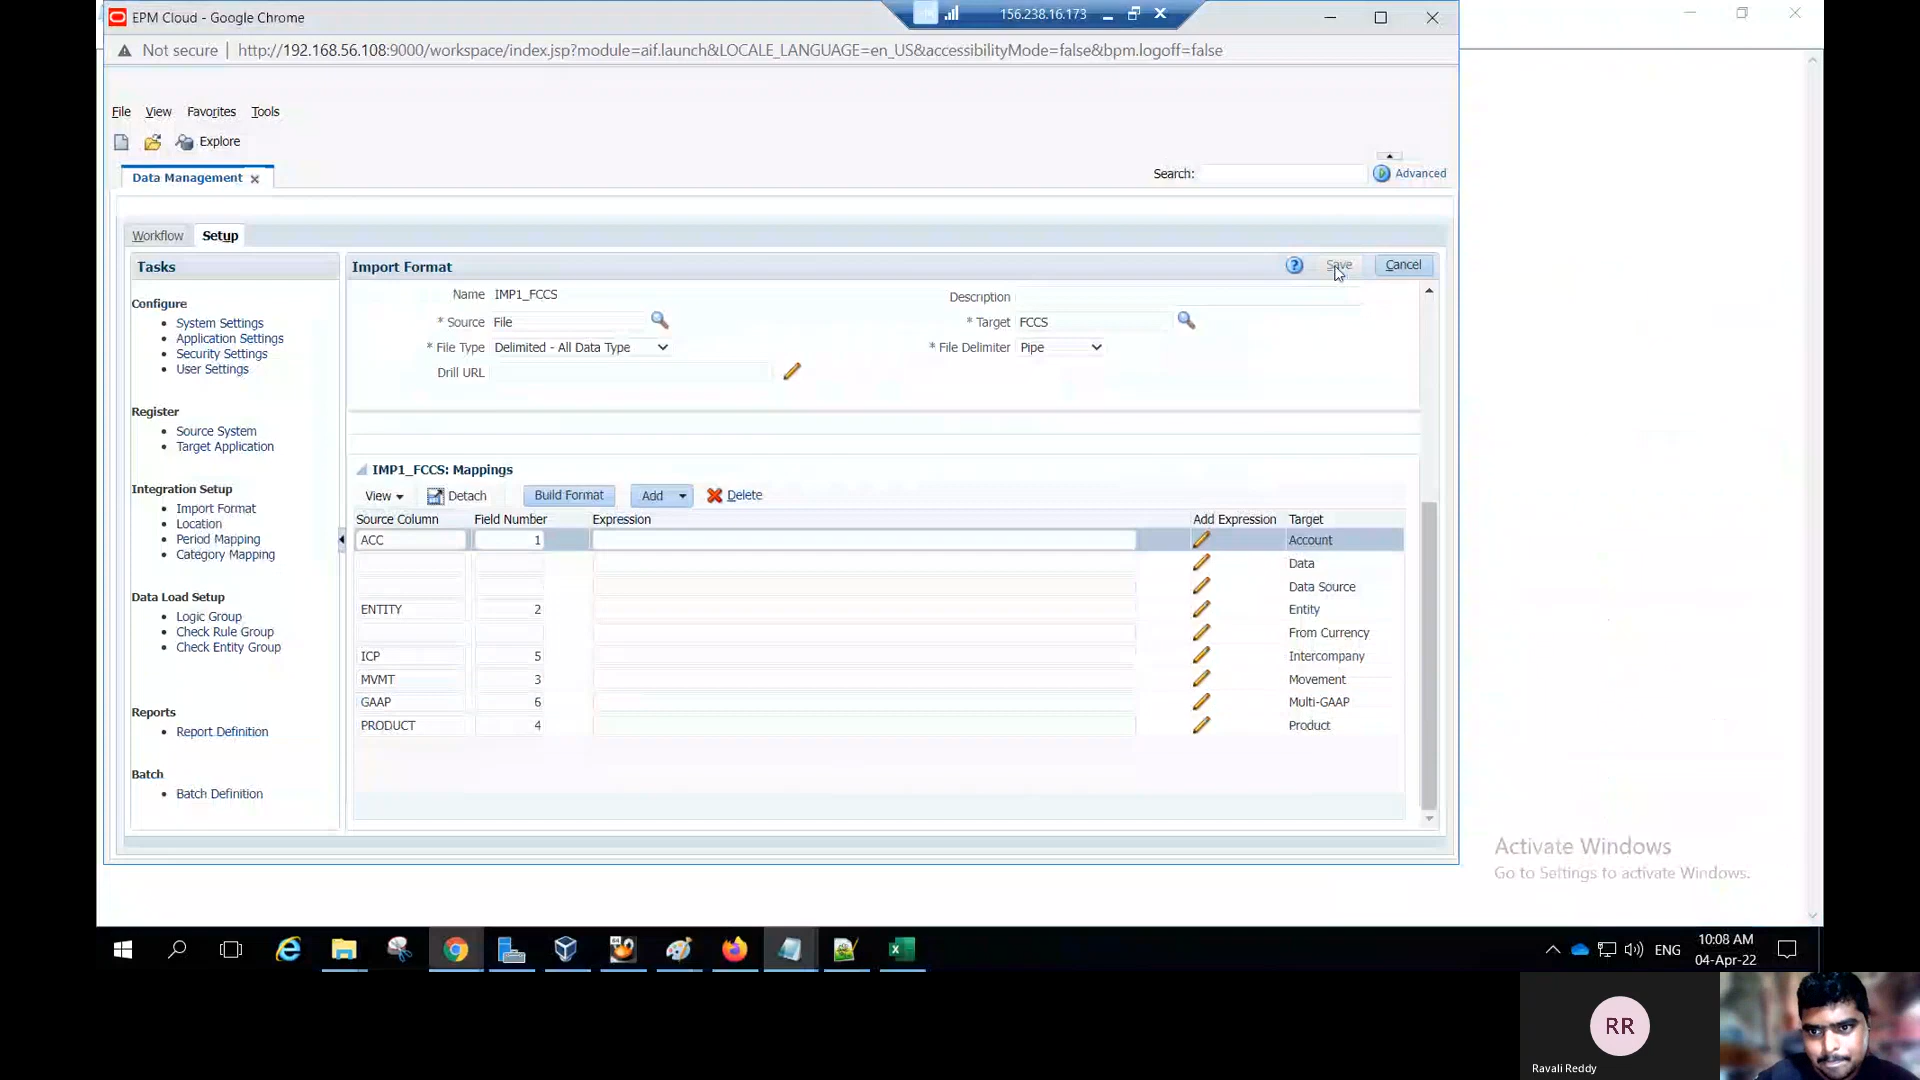 EPM Cloud - Google Chrome
156.238.16.173
Not secure
http://192.168.56.108:9000/workspace/index.jsp?module=aif.launch&LOCALE_LANGUAGE=en_US&accessibilityMode=false&bpm.logoff=false
File View Favorites Tools
Explore
Data Management
Search:
Advanced
Workflow Setup
Tasks
Configure
System Settings
Application Settings
Security Settings
User Settings
Register
Source System
Target Application
Integration Setup
Import Format
Location
Period Mapping
Category Mapping
Data Load Setup
Logic Group
Check Rule Group
Check Entity Group
Reports
Report Definition
Batch
Batch Definition
Import Format
? Save Cancel
Name IMP1_FCCS Description
* Source File * Target FCCS
* File Type Delimited - All Data Type * File Delimiter Pipe
Drill URL
IMP1_FCCS: Mappings
View Detach Build Format Add Delete
Source Column Field Number Expression Add Expression Target
ACC 1 Account
Data
Data Source
ENTITY 2 Entity
From Currency
ICP 5 Intercompany
MVMT 3 Movement
GAAP 6 Multi-GAAP
PRODUCT 4 Product
Activate Windows
Go to Settings to activate Windows.
ENG
10:08 AM
04-Apr-22
RR
Ravali Reddy